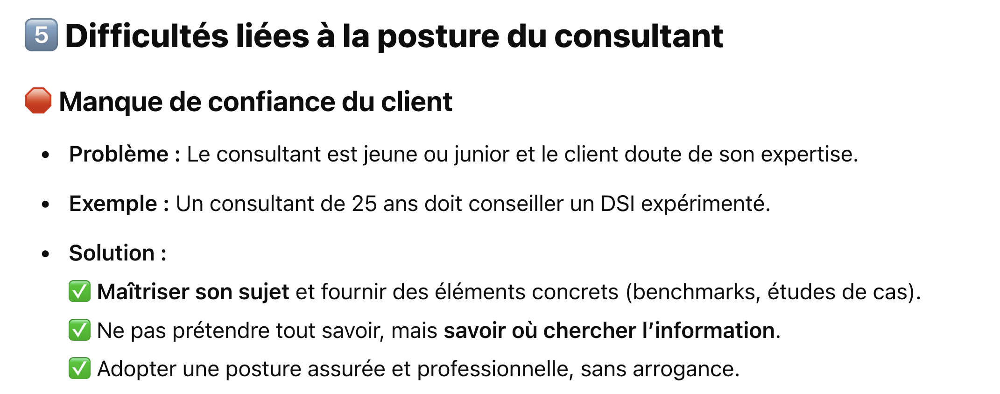 5️⃣ Difficultés liées à la posture du consultant
🛑 Manque de confiance du client
• Problème : Le consultant est jeune ou junior et le client doute de son expertise.
• Exemple : Un consultant de 25 ans doit conseiller un DSI expérimenté.
• Solution :
✅ Maîtriser son sujet et fournir des éléments concrets (benchmarks, études de cas).
✅ Ne pas prétendre tout savoir, mais savoir où chercher l’information.
✅ Adopter une posture assurée et professionnelle, sans arrogance.